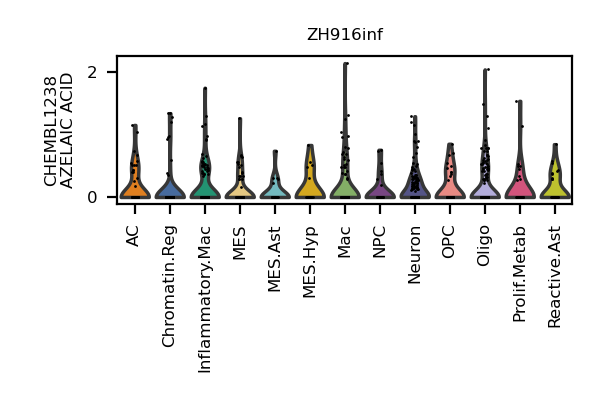 ZH916inf
CHEMBL1238
AZELAIC ACID
2
0
AC
Chromatin.Reg
Inflammatory.Mac
MES
MES.Ast
MES.Hyp
Mac
NPC
Neuron
OPC
Oligo
Prolif.Metab
Reactive.Ast